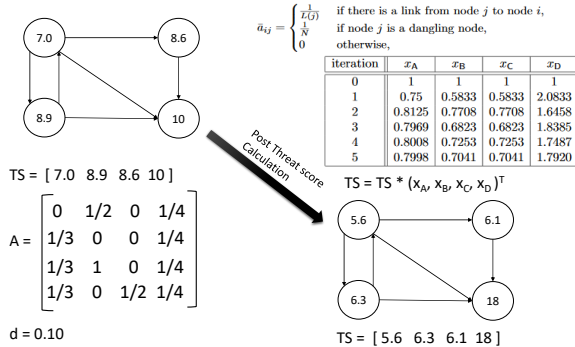 7.0
8.6
8.9
10
TS = [ 7.0 8.9 8.6 10 ]
A =
0 1/2 0 1/4
1/3 0 0 1/4
1/3 1 0 1/4
1/3 0 1/2 1/4
d = 0.10
Post Threat score
Calculation
ā_ij = { 1/L(j) if there is a link from node j to node i,
1/N if node j is a dangling node,
0 otherwise,
iteration x_A x_B x_C x_D
0 1 1 1 1
1 0.75 0.5833 0.5833 2.0833
2 0.8125 0.7708 0.7708 1.6458
3 0.7969 0.6823 0.6823 1.8385
4 0.8008 0.7253 0.7253 1.7487
5 0.7998 0.7041 0.7041 1.7920
TS = TS * (x_A, x_B, x_C, x_D )^T
5.6
6.1
6.3
18
TS = [ 5.6 6.3 6.1 18 ]